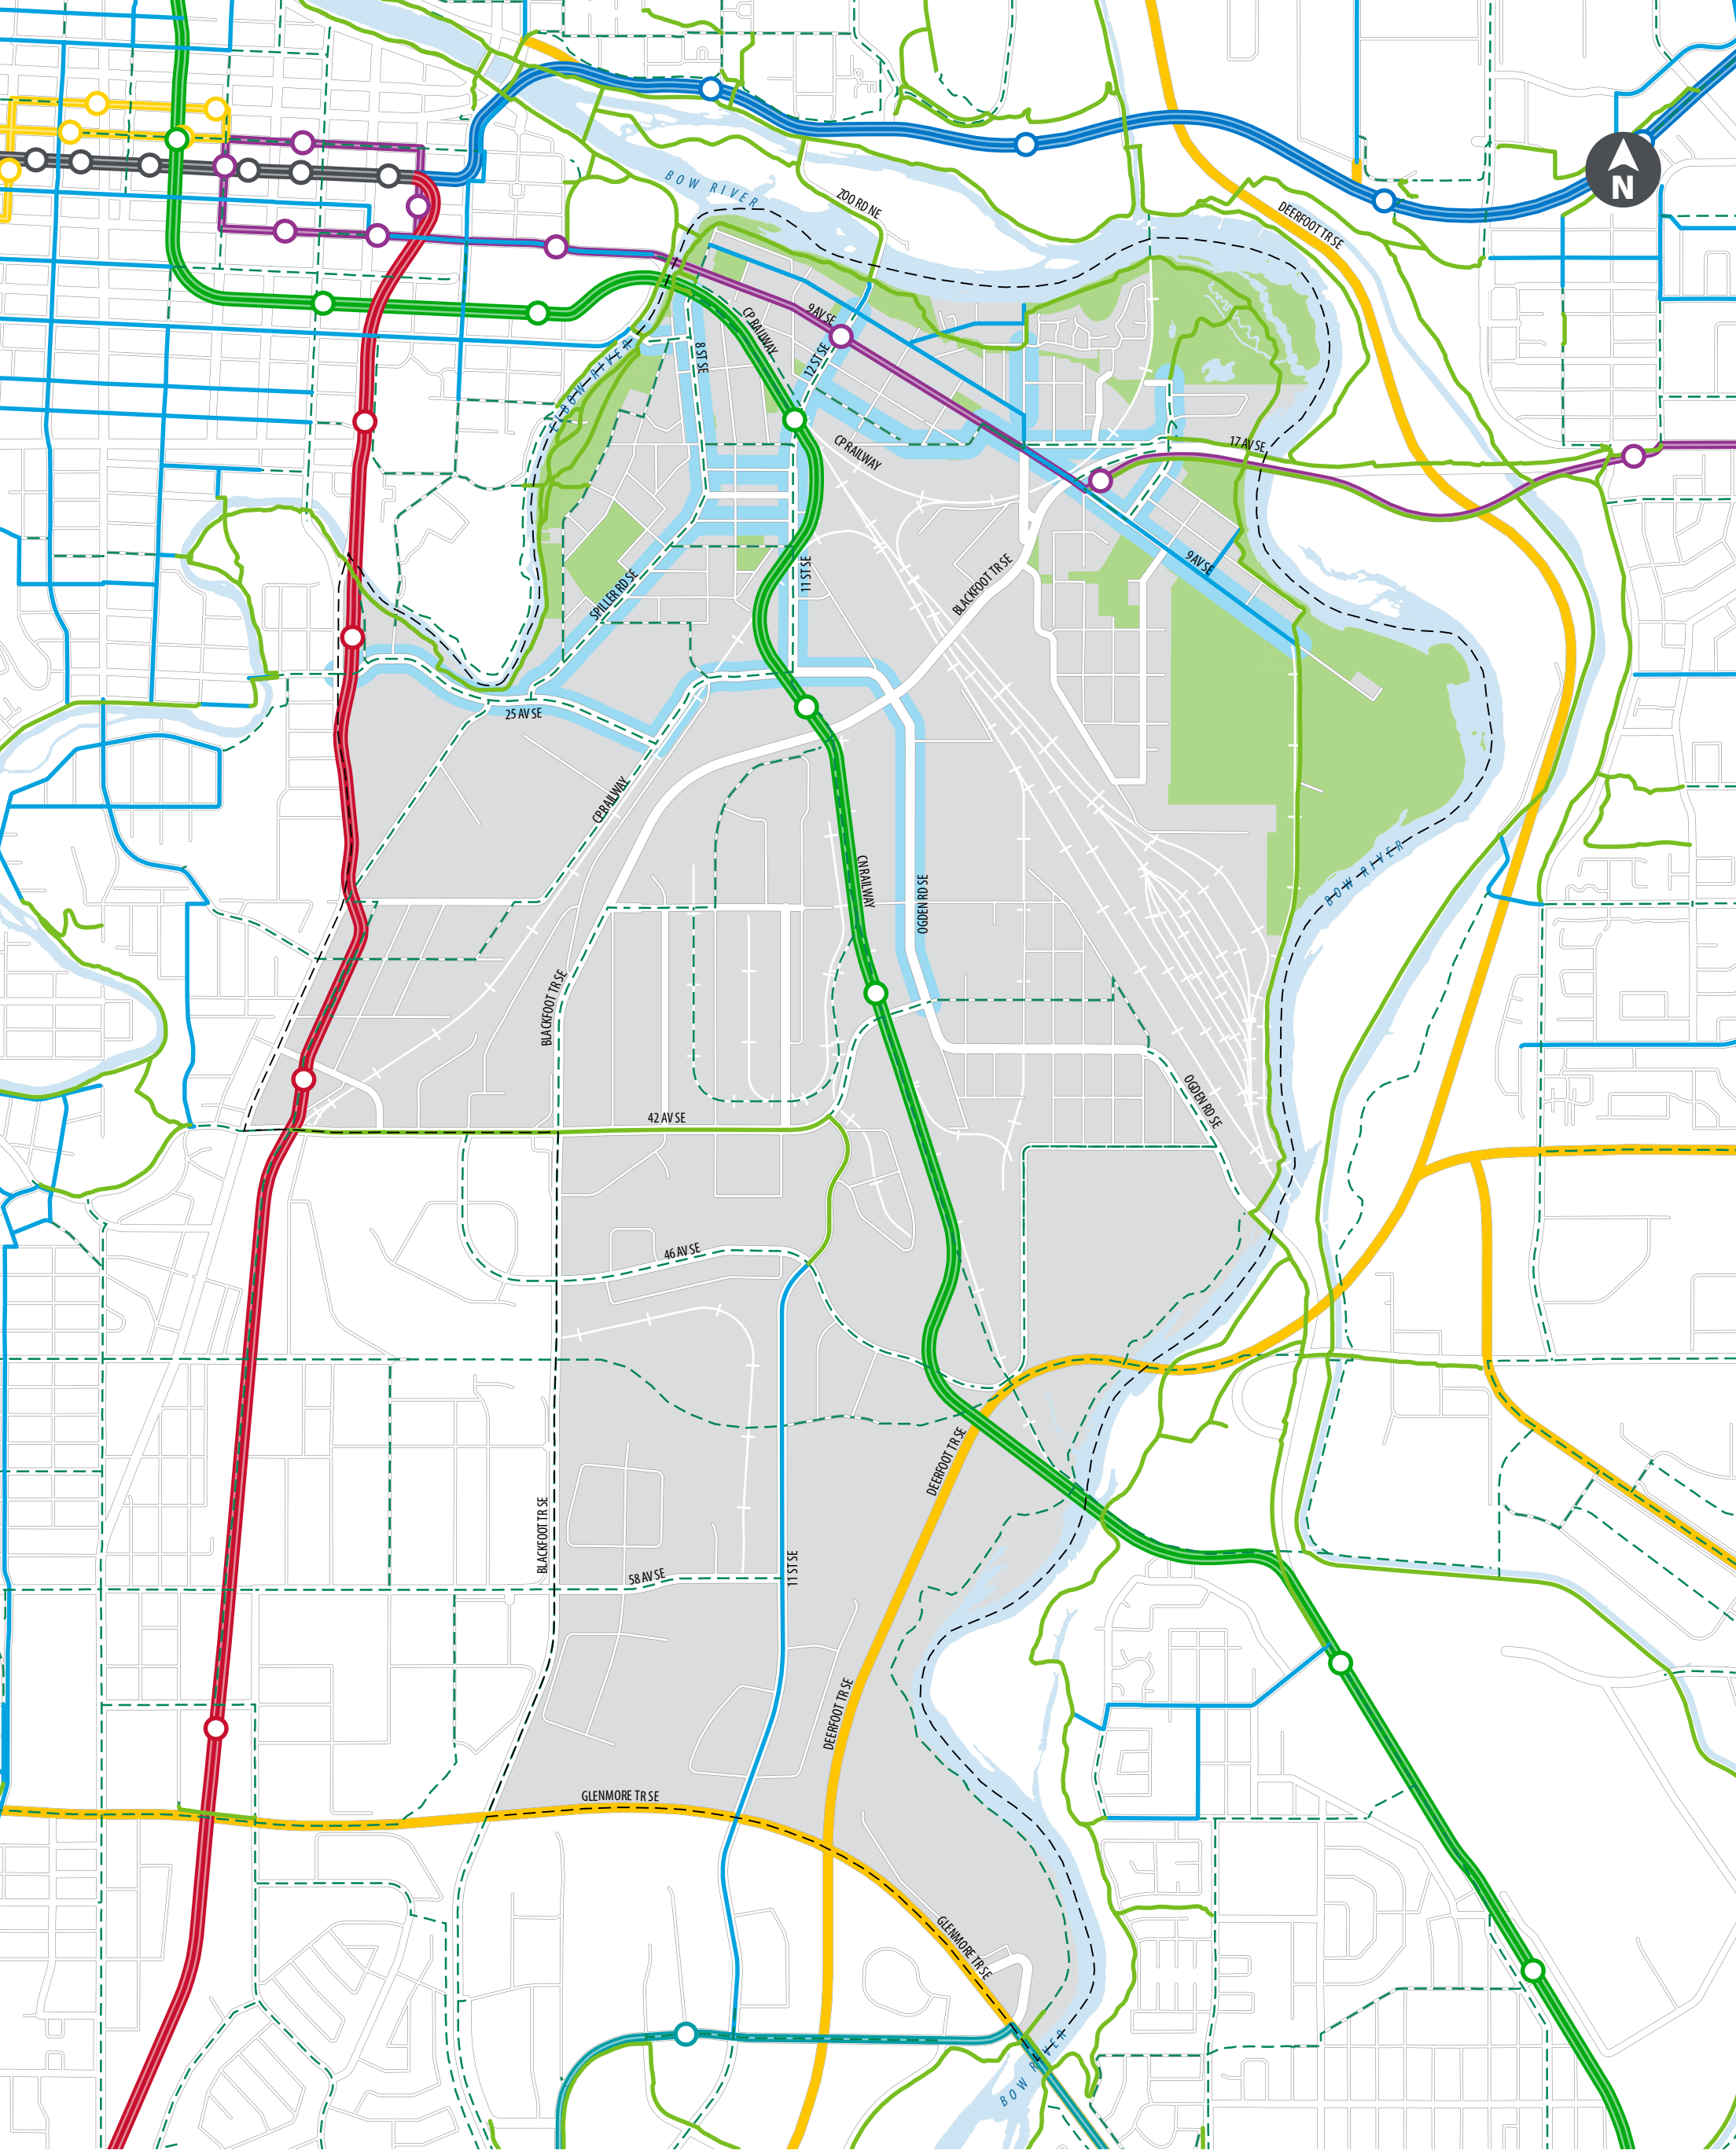 BOW RIVER
ZOO RD NE
DEERFOOT TR SE
N
9 AV SE
CP RAILWAY
12 ST SE
8 ST SE
ELBOW RIVER
CP RAILWAY
17 AV SE
9 AV SE
11 ST SE
BLACKFOOT TR SE
SPILLER RD SE
25 AV SE
CP RAILWAY
CN RAILWAY
OGDEN RD SE
BOW RIVER
BLACKFOOT TR SE
42 AV SE
OGDEN RD SE
46 AV SE
DEERFOOT TR SE
BLACKFOOT TR SE
58 AV SE
11 ST SE
DEERFOOT TR SE
GLENMORE TR SE
GLENMORE TR SE
BOW RIVER